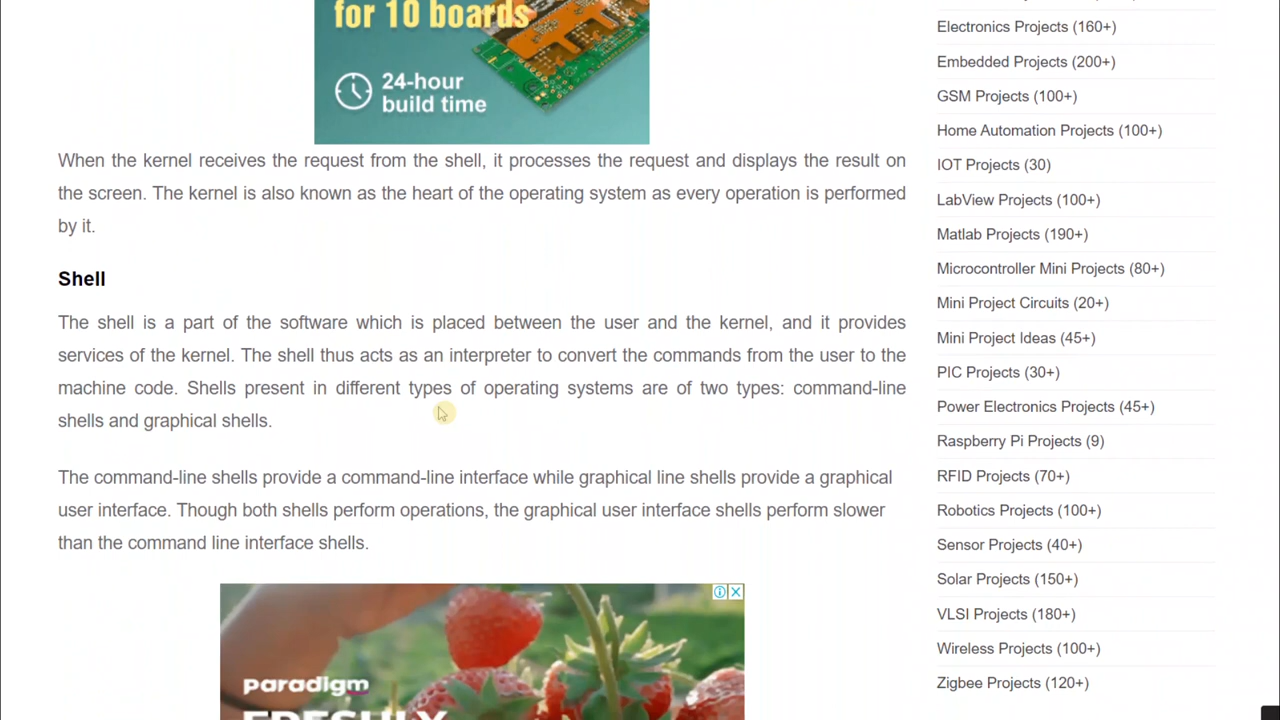 for 10 boards
24-hour
build time
When the kernel receives the request from the shell, it processes the request and displays the result on
the screen. The kernel is also known as the heart of the operating system as every operation is performed
by it.
Shell
The shell is a part of the software which is placed between the user and the kernel, and it provides
services of the kernel. The shell thus acts as an interpreter to convert the commands from the user to the
machine code. Shells present in different types of operating systems are of two types: command-line
shells and graphical shells.
The command-line shells provide a command-line interface while graphical line shells provide a graphical
user interface. Though both shells perform operations, the graphical user interface shells perform slower
than the command line interface shells.
paradigm
FRESHLY
Electronics Projects (160+)
Embedded Projects (200+)
GSM Projects (100+)
Home Automation Projects (100+)
IOT Projects (30)
LabView Projects (100+)
Matlab Projects (190+)
Microcontroller Mini Projects (80+)
Mini Project Circuits (20+)
Mini Project Ideas (45+)
PIC Projects (30+)
Power Electronics Projects (45+)
Raspberry Pi Projects (9)
RFID Projects (70+)
Robotics Projects (100+)
Sensor Projects (40+)
Solar Projects (150+)
VLSI Projects (180+)
Wireless Projects (100+)
Zigbee Projects (120+)